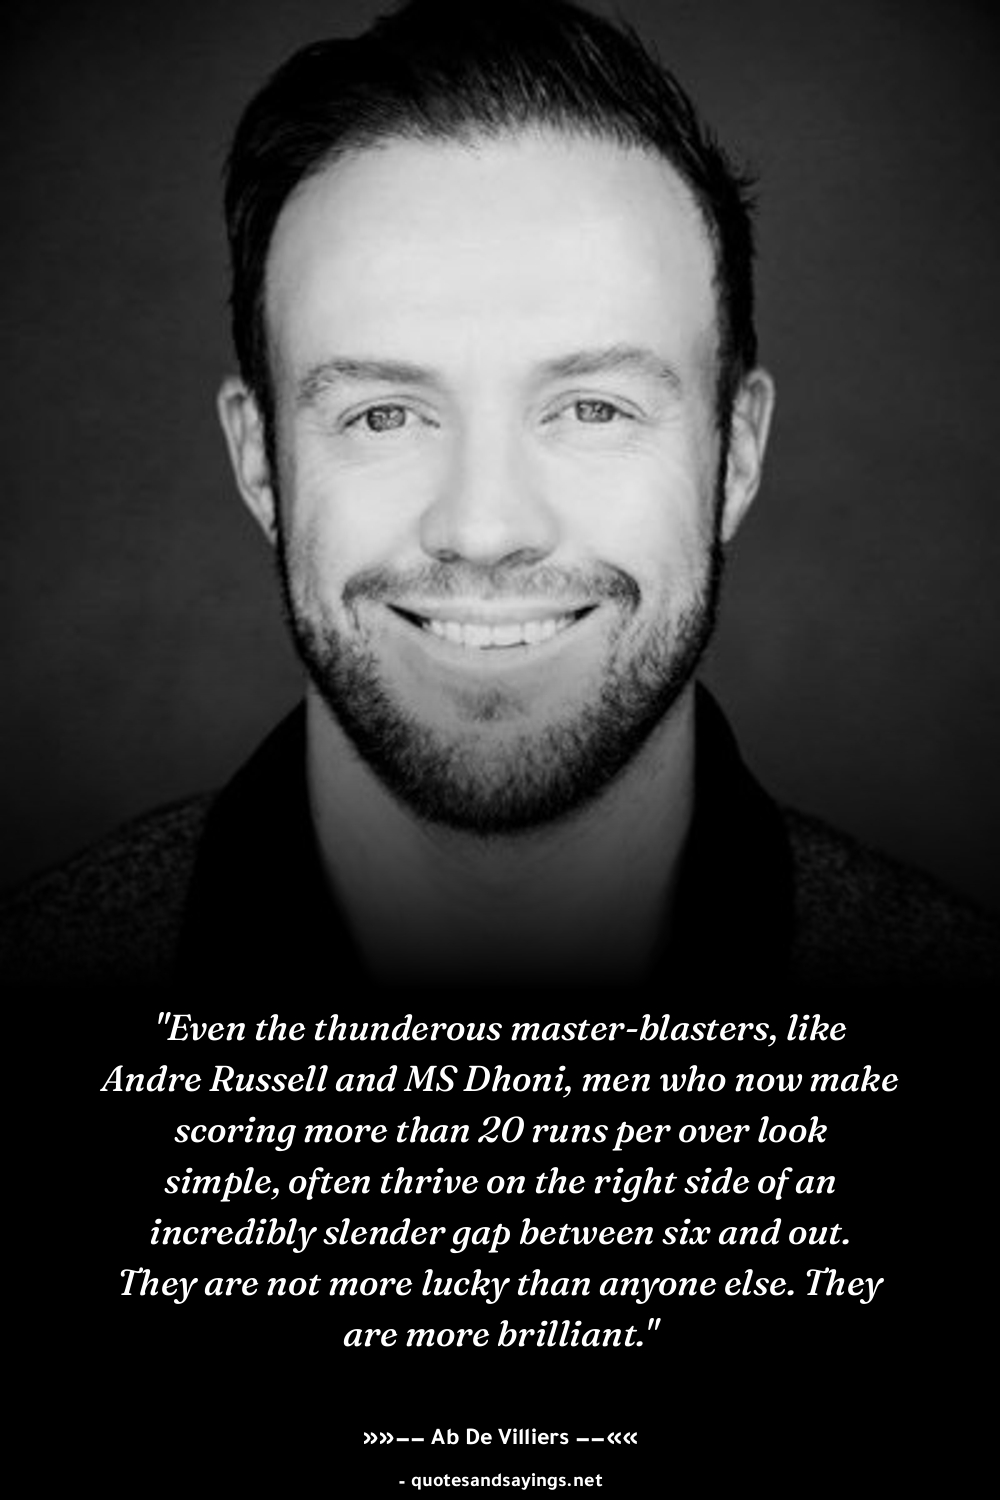 "Even the thunderous master-blasters, like
Andre Russell and MS Dhoni, men who now make
scoring more than 20 runs per over look
simple, often thrive on the right side of an
incredibly slender gap between six and out.
They are not more lucky than anyone else. They
are more brilliant."
»»–– Ab De Villiers ––««
- quotesandsayings.net